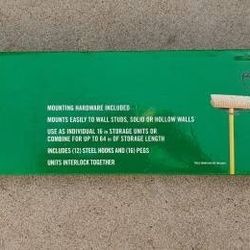 MOUNTING HARDWARE INCLUDED
MOUNTS EASILY TO WALL STUDS, SOLID OR HOLLOW WALLS
USE AS INDIVIDUAL 16 in STORAGE UNITS OR
COMBINE FOR UP TO 64 in OF STORAGE LENGTH
INCLUDES (12) STEEL HOOKS AND (16) PEGS
UNITS INTERLOCK TOGETHER